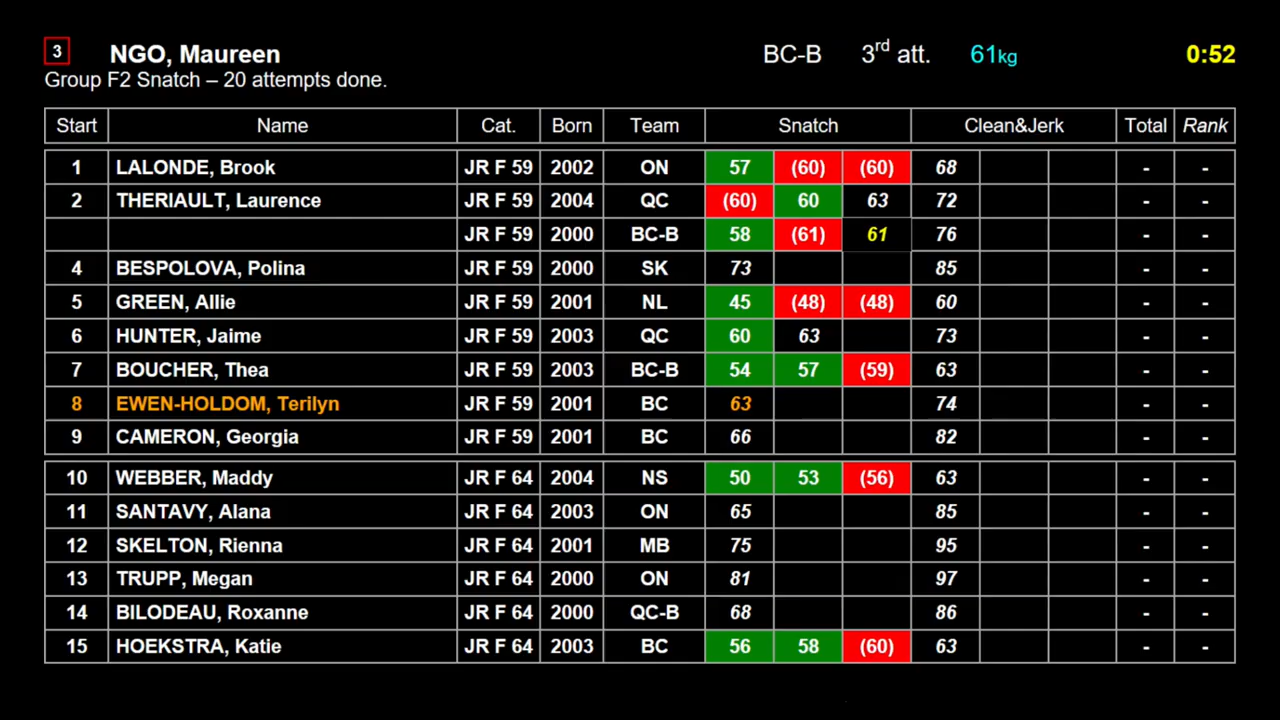 3 NGO, Maureen BC-B 3rd att. 61kg 0:52
Group F2 Snatch – 20 attempts done.
Start Name Cat. Born Team Snatch Clean&Jerk Total Rank
1 LALONDE, Brook JR F 59 2002 ON 57 (60) (60) 68 - -
2 THERIAULT, Laurence JR F 59 2004 QC (60) 60 63 72 - -
JR F 59 2000 BC-B 58 (61) 61 76 - -
4 BESPOLOVA, Polina JR F 59 2000 SK 73 85 - -
5 GREEN, Allie JR F 59 2001 NL 45 (48) (48) 60 - -
6 HUNTER, Jaime JR F 59 2003 QC 60 63 73 - -
7 BOUCHER, Thea JR F 59 2003 BC-B 54 57 (59) 63 - -
8 EWEN-HOLDOM, Terilyn JR F 59 2001 BC 63 74 - -
9 CAMERON, Georgia JR F 59 2001 BC 66 82 - -
10 WEBBER, Maddy JR F 64 2004 NS 50 53 (56) 63 - -
11 SANTAVY, Alana JR F 64 2003 ON 65 85 - -
12 SKELTON, Rienna JR F 64 2001 MB 75 95 - -
13 TRUPP, Megan JR F 64 2000 ON 81 97 - -
14 BILODEAU, Roxanne JR F 64 2000 QC-B 68 86 - -
15 HOEKSTRA, Katie JR F 64 2003 BC 56 58 (60) 63 - -